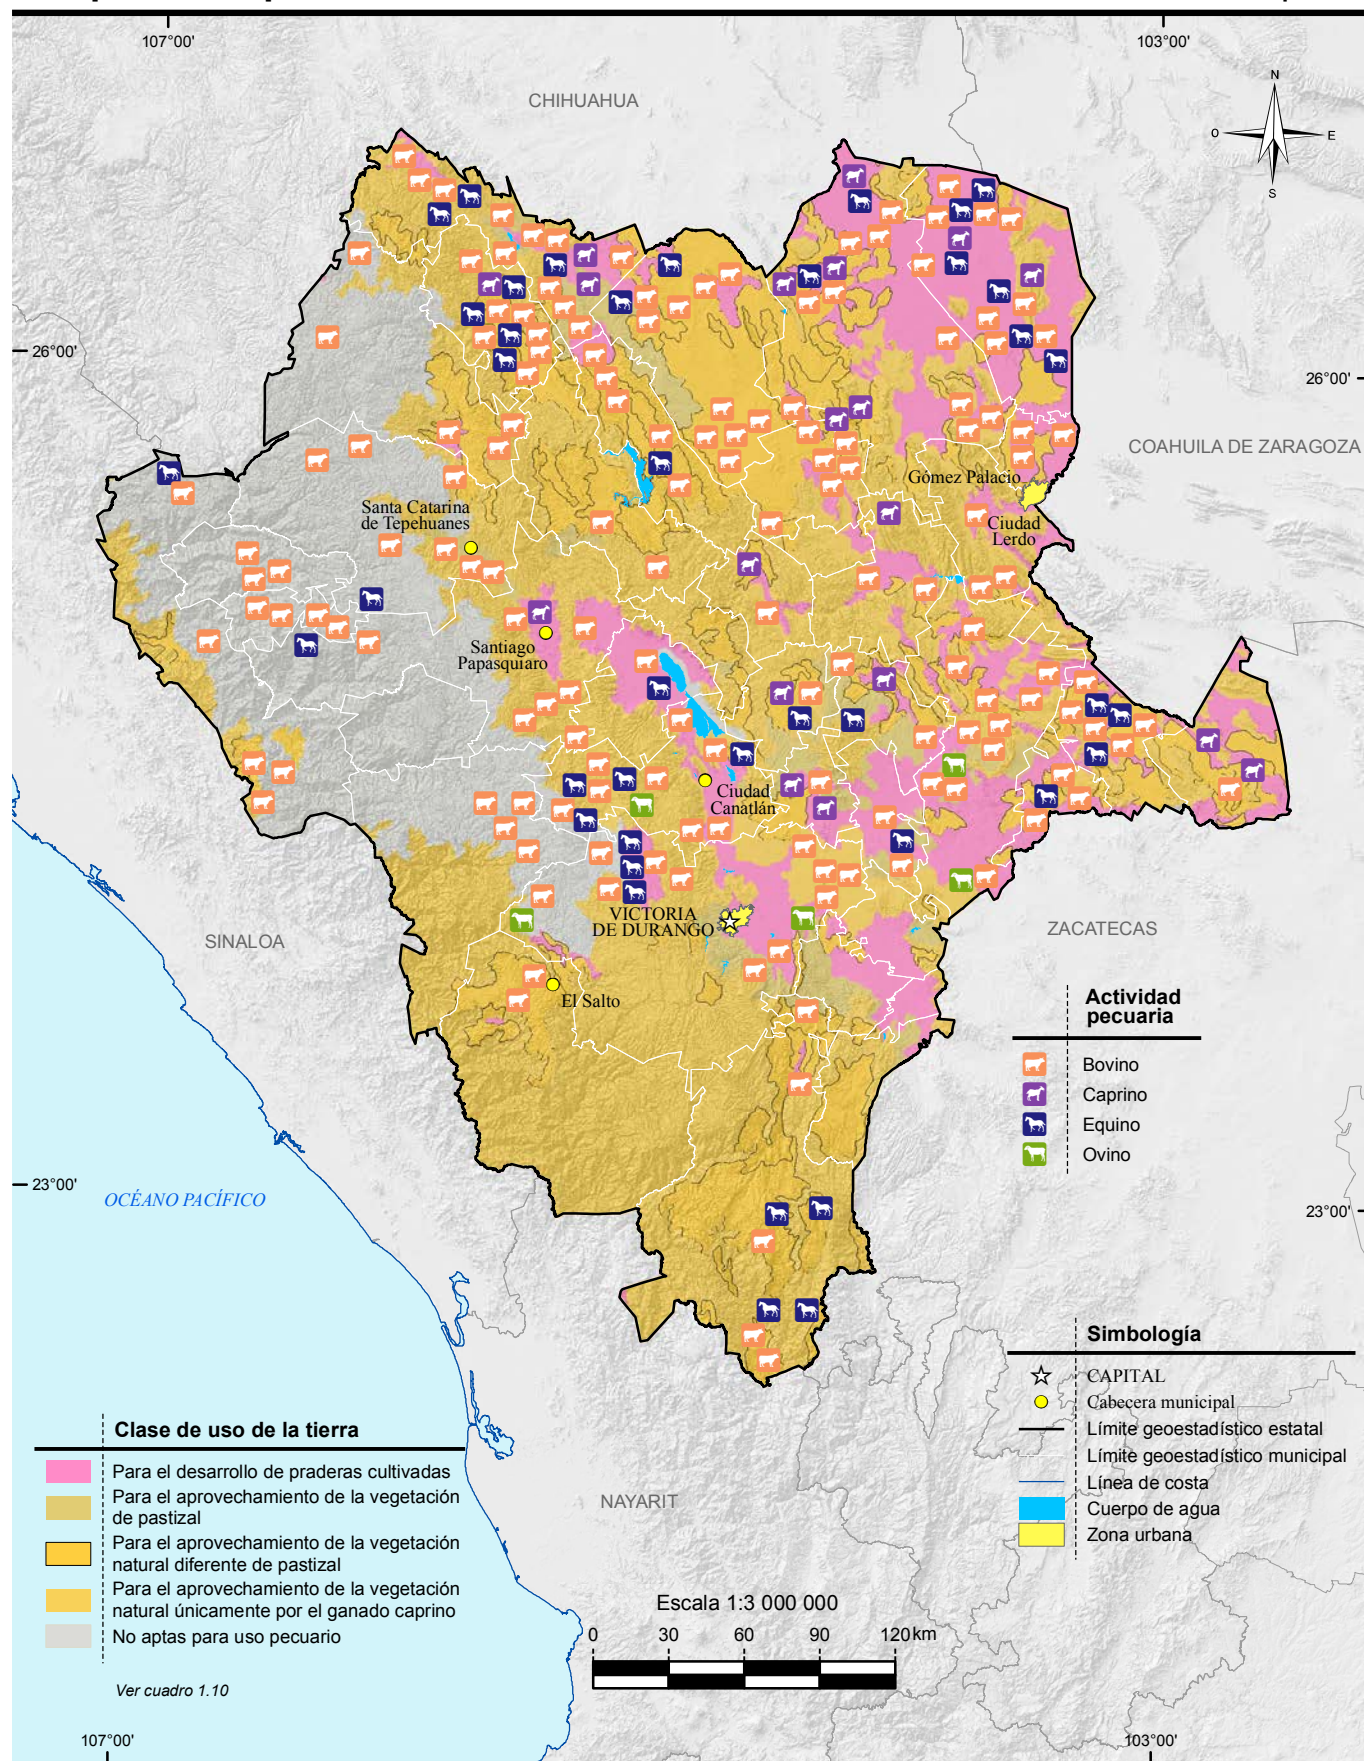 107°00'
103°00'
N
O
E
S
CHIHUAHUA
26°00'
26°00'
COAHUILA DE ZARAGOZA
Gómez Palacio
Ciudad
Lerdo
Santa Catarina
de Tepehuanes
Santiago
Papasquiaro
Ciudad
Canatlán
VICTORIA
DE DURANGO
SINALOA
ZACATECAS
El Salto
Actividad
pecuaria
Bovino
Caprino
Equino
Ovino
23°00'
23°00'
OCÉANO PACÍFICO
Simbología
CAPITAL
Cabecera municipal
Límite geoestadístico estatal
Límite geoestadístico municipal
Línea de costa
Cuerpo de agua
Zona urbana
Clase de uso de la tierra
Para el desarrollo de praderas cultivadas
Para el aprovechamiento de la vegetación
de pastizal
Para el aprovechamiento de la vegetación
natural diferente de pastizal
Para el aprovechamiento de la vegetación
natural únicamente por el ganado caprino
No aptas para uso pecuario
Ver cuadro 1.10
NAYARIT
Escala 1:3 000 000
0 30 60 90 120 km
107°00'
103°00'